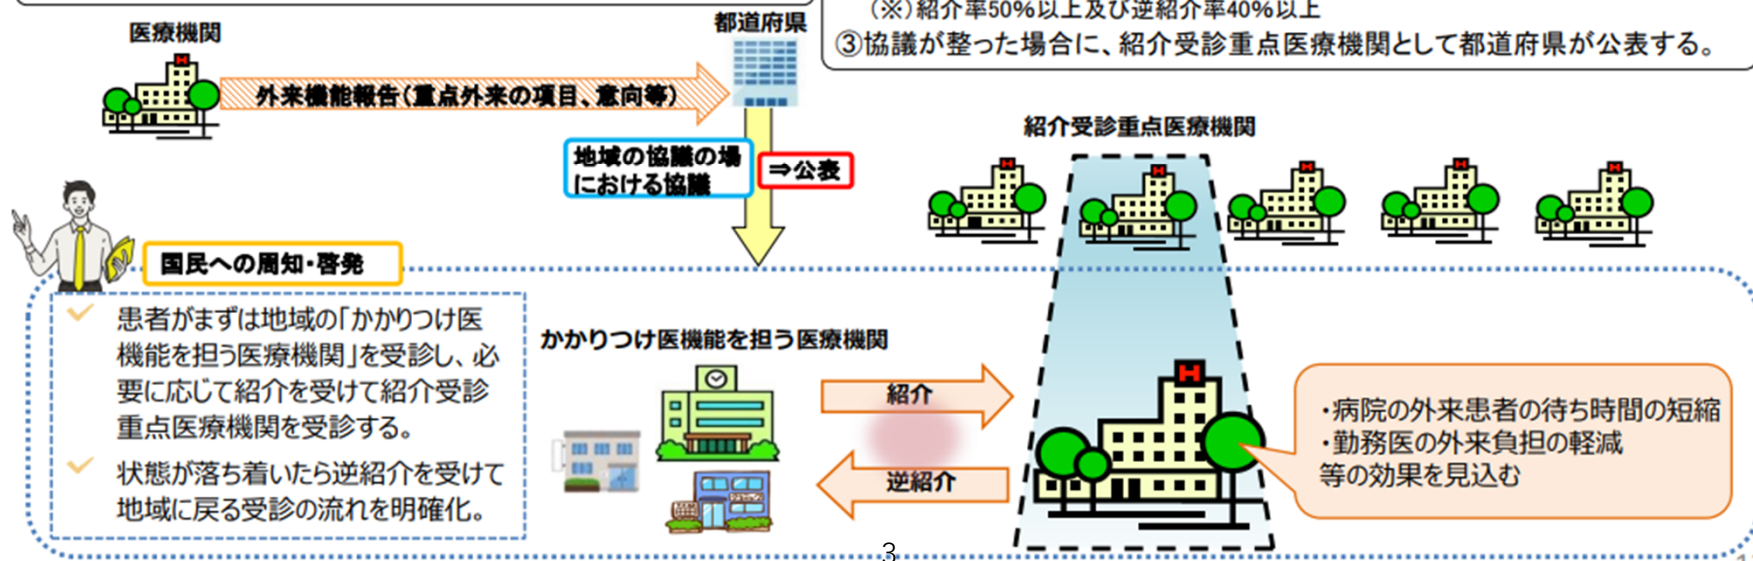 (※)紹介率50%以上及び逆紹介率40%以上
③協議が整った場合に、紹介受診重点医療機関として都道府県が公表する。
医療機関
都道府県
外来機能報告(重点外来の項目、意向等)
地域の協議の場
における協議
⇒公表
紹介受診重点医療機関
国民への周知・啓発
患者がまずは地域の「かかりつけ医
機能を担う医療機関」を受診し、必
要に応じて紹介を受けて紹介受診
重点医療機関を受診する。
状態が落ち着いたら逆紹介を受けて
地域に戻る受診の流れを明確化。
かかりつけ医機能を担う医療機関
紹介
逆紹介
H
・病院の外来患者の待ち時間の短縮
・勤務医の外来負担の軽減
等の効果を見込む
3